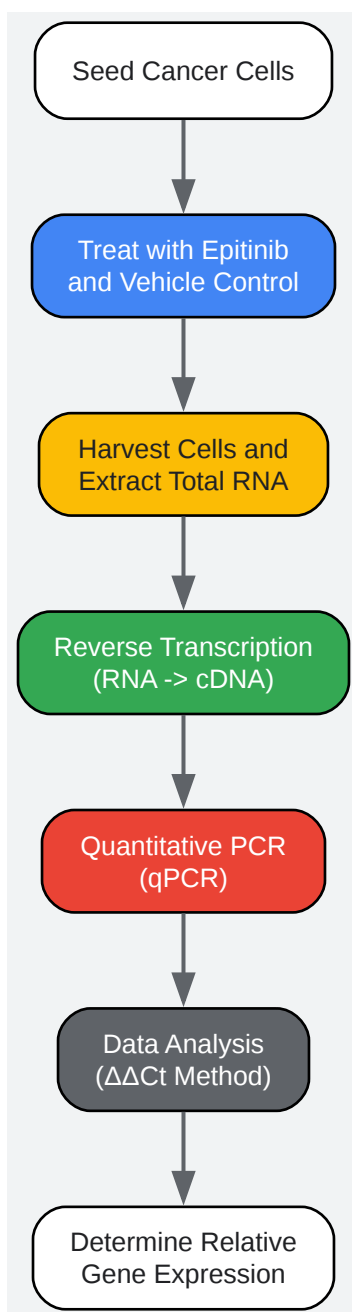 Seed Cancer Cells
Treat with Epitinib
and Vehicle Control
Harvest Cells and
Extract Total RNA
Reverse Transcription
(RNA -> cDNA)
Quantitative PCR
(qPCR)
Data Analysis
(ΔΔCt Method)
Determine Relative
Gene Expression